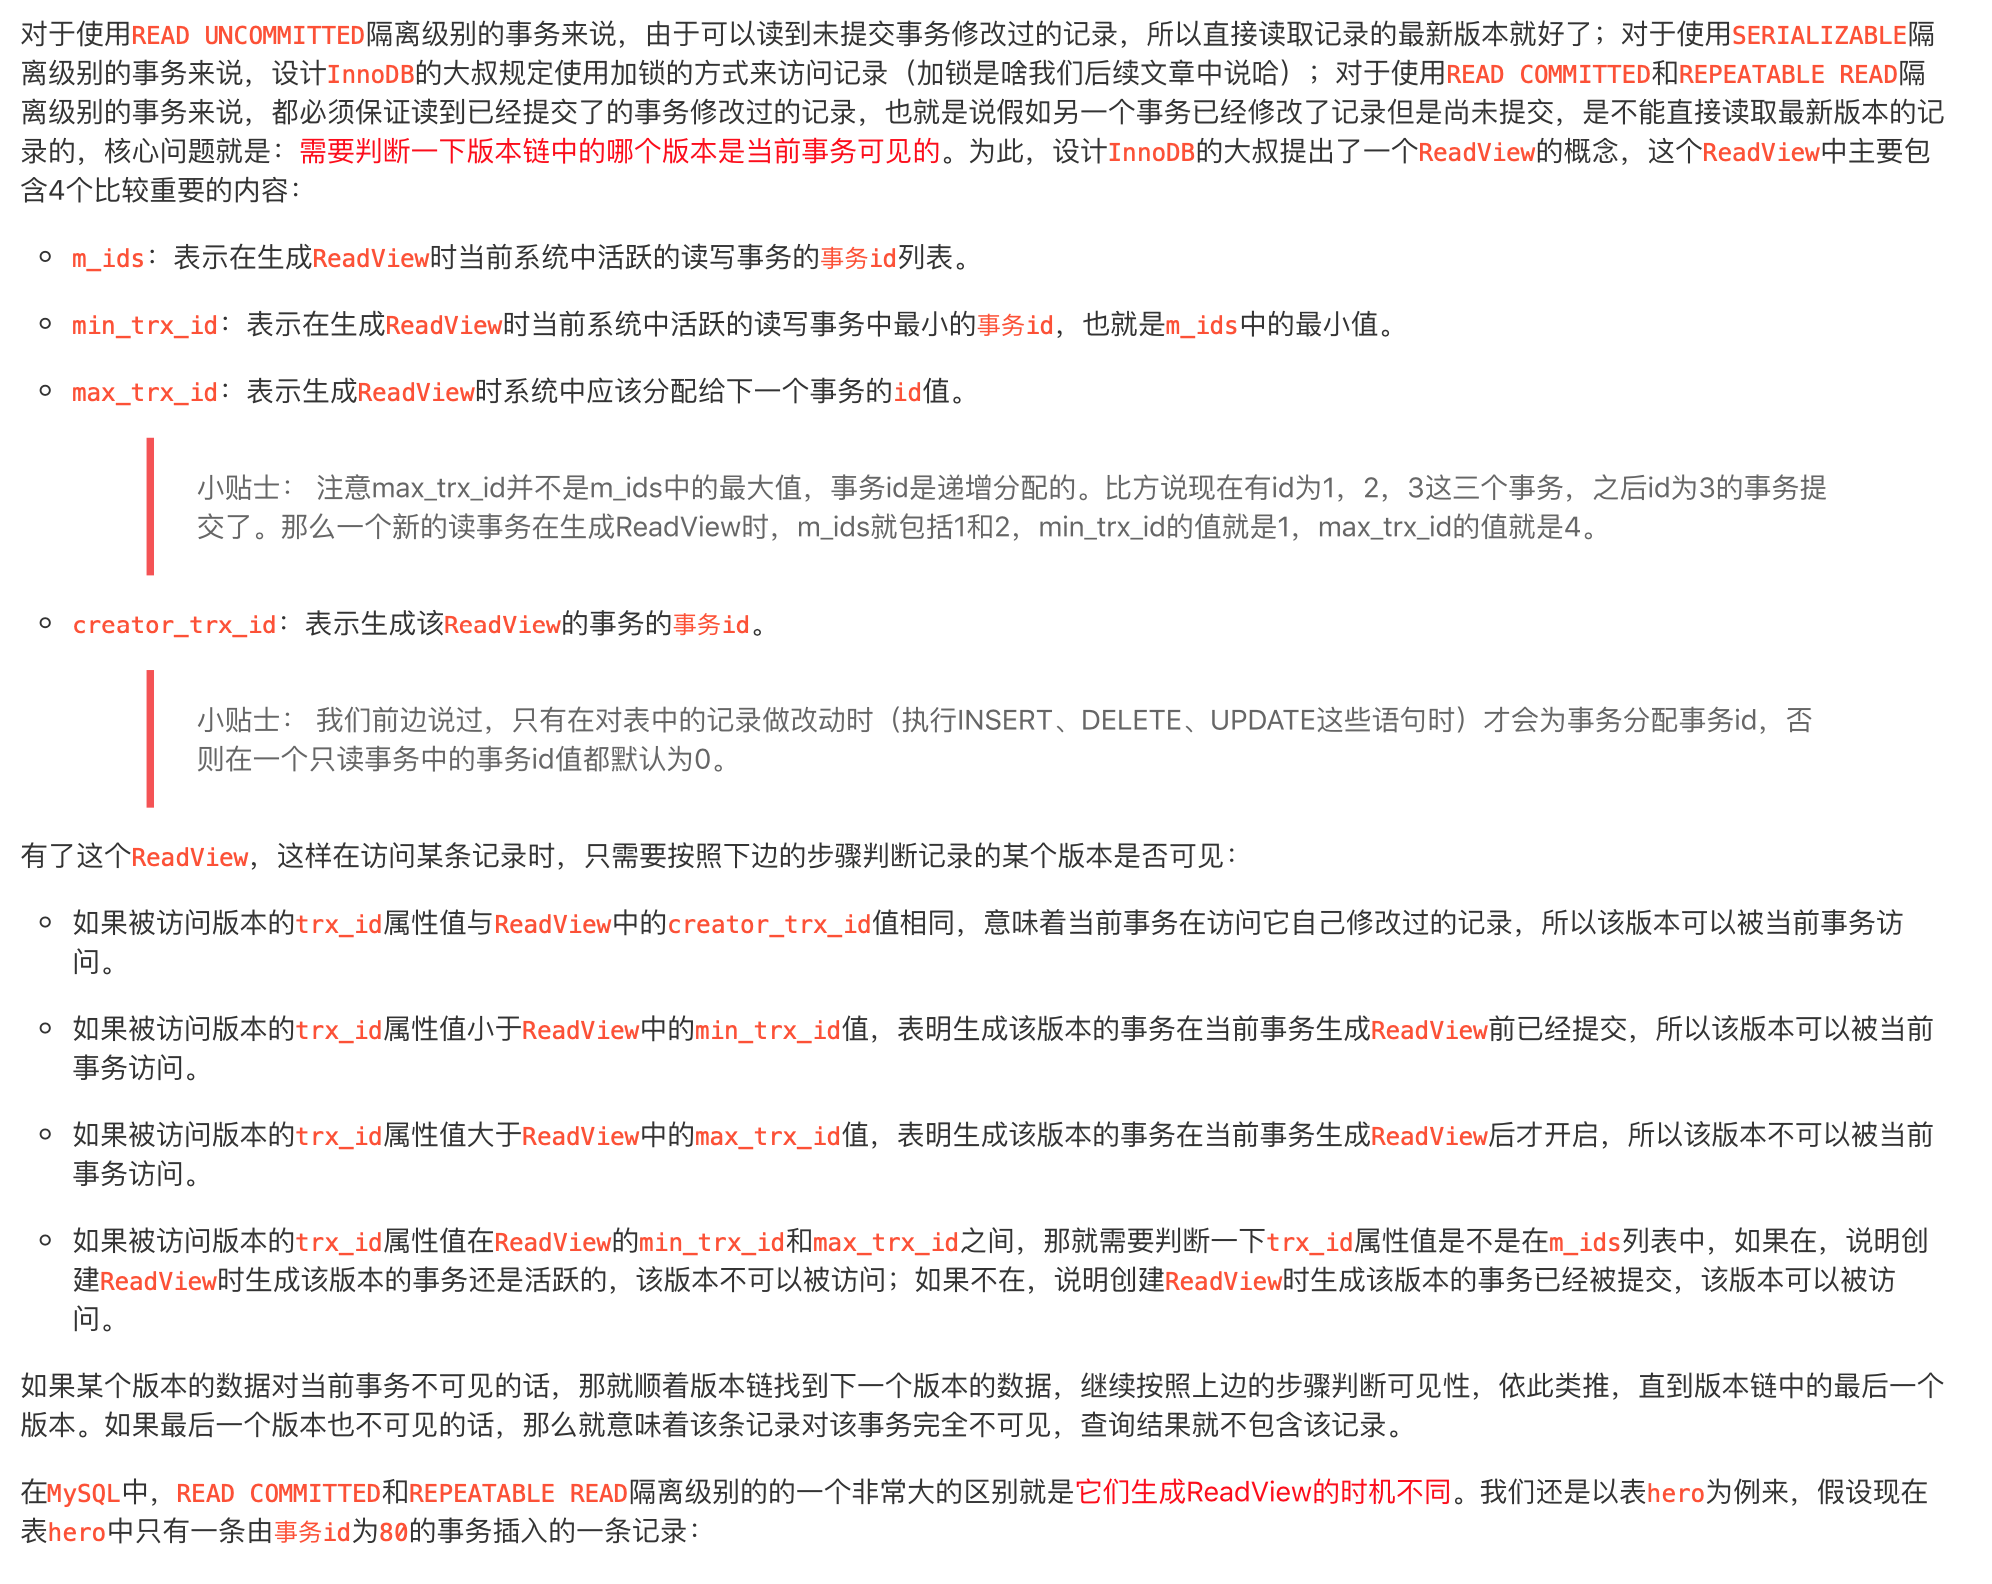 对于使用READ UNCOMMITTED隔离级别的事务来说，由于可以读到未提交事务修改过的记录，所以直接读取记录的最新版本就好了；对于使用SERIALIZABLE隔
离级别的事务来说，设计InnoDB的大叔规定使用加锁的方式来访问记录（加锁是啥我们后续文章中说哈）；对于使用READ COMMITTED和REPEATABLE READ隔
离级别的事务来说，都必须保证读到已经提交了的事务修改过的记录，也就是说假如另一个事务已经修改了记录但是尚未提交，是不能直接读取最新版本的记
录的，核心问题就是：需要判断一下版本链中的哪个版本是当前事务可见的。为此，设计InnoDB的大叔提出了一个ReadView的概念，这个ReadView中主要包
含4个比较重要的内容：
m_ids：表示在生成ReadView时当前系统中活跃的读写事务的事务id列表。
min_trx_id：表示在生成ReadView时当前系统中活跃的读写事务中最小的事务id，也就是m_ids中的最小值。
max_trx_id：表示生成ReadView时系统中应该分配给下一个事务的id值。
小贴士： 注意max_trx_id并不是m_ids中的最大值，事务id是递增分配的。比方说现在有id为1，2，3这三个事务，之后id为3的事务提
交了。那么一个新的读事务在生成ReadView时，m_ids就包括1和2，min_trx_id的值就是1，max_trx_id的值就是4。
creator_trx_id：表示生成该ReadView的事务的事务id。
小贴士： 我们前边说过，只有在对表中的记录做改动时（执行INSERT、DELETE、UPDATE这些语句时）才会为事务分配事务id，否
则在一个只读事务中的事务id值都默认为0。
有了这个ReadView，这样在访问某条记录时，只需要按照下边的步骤判断记录的某个版本是否可见：
如果被访问版本的trx_id属性值与ReadView中的creator_trx_id值相同，意味着当前事务在访问它自己修改过的记录，所以该版本可以被当前事务访
问。
如果被访问版本的trx_id属性值小于ReadView中的min_trx_id值，表明生成该版本的事务在当前事务生成ReadView前已经提交，所以该版本可以被当前
事务访问。
如果被访问版本的trx_id属性值大于ReadView中的max_trx_id值，表明生成该版本的事务在当前事务生成ReadView后才开启，所以该版本不可以被当前
事务访问。
如果被访问版本的trx_id属性值在ReadView的min_trx_id和max_trx_id之间，那就需要判断一下trx_id属性值是不是在m_ids列表中，如果在，说明创
建ReadView时生成该版本的事务还是活跃的，该版本不可以被访问；如果不在，说明创建ReadView时生成该版本的事务已经被提交，该版本可以被访
问。
如果某个版本的数据对当前事务不可见的话，那就顺着版本链找到下一个版本的数据，继续按照上边的步骤判断可见性，依此类推，直到版本链中的最后一个
版本。如果最后一个版本也不可见的话，那么就意味着该条记录对该事务完全不可见，查询结果就不包含该记录。
在MySQL中，READ COMMITTED和REPEATABLE READ隔离级别的的一个非常大的区别就是它们生成ReadView的时机不同。我们还是以表hero为例来，假设现在
表hero中只有一条由事务id为80的事务插入的一条记录：